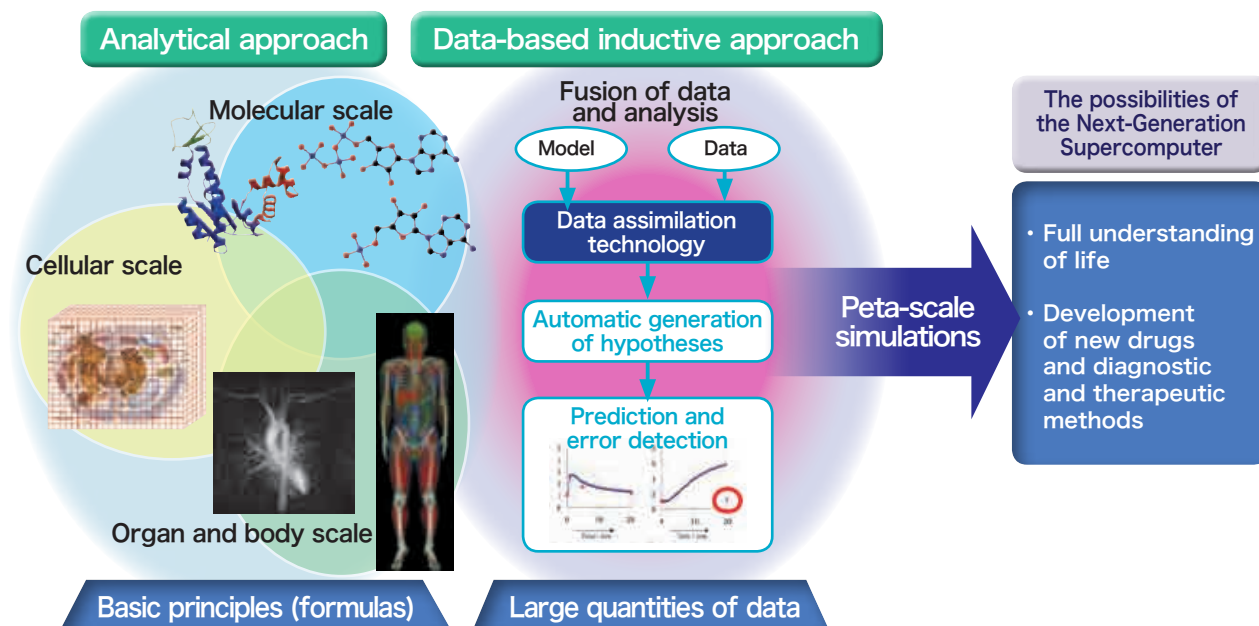 Analytical approach
Data-based inductive approach
Molecular scale
Cellular scale
Organ and body scale
Basic principles (formulas)
Fusion of data
and analysis
Model
Data
Data assimilation
technology
Automatic generation
of hypotheses
Prediction and
error detection
Large quantities of data
Peta-scale
simulations
The possibilities of
the Next-Generation
Supercomputer
・ Full understanding
of life
・ Development
of new drugs
and diagnostic
and therapeutic
methods